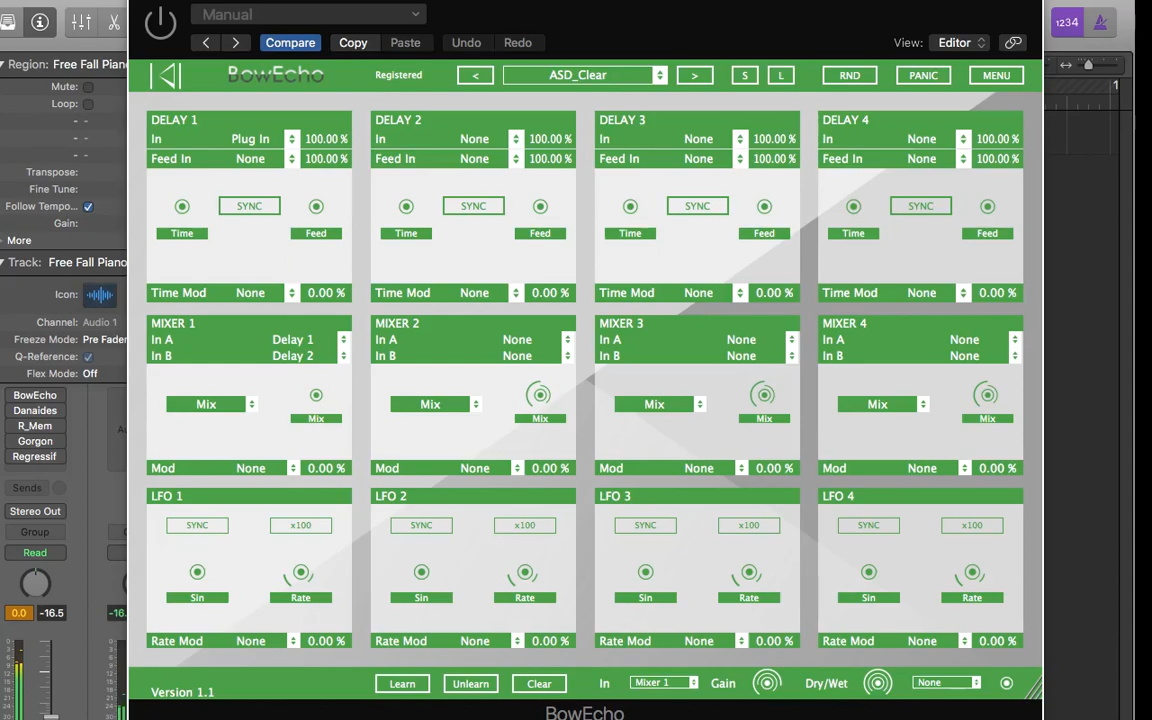 Manual
Compare Copy Paste Undo Redo View: Editor
1234
BowEcho Registered < ASD_Clear > S L RND PANIC MENU
Region: Free Fall Piano
Mute:
Loop:
Transpose:
Fine Tune:
Follow Tempo...
Gain:
More
Track: Free Fall Piano
Icon:
Channel: Audio 1
Freeze Mode: Pre Fader
Q-Reference:
Flex Mode: Off
BowEcho
Danaides
R_Mem
Gorgon
Regressif
Sends
Stereo Out
Group
Read
0.0 -16.5
1
DELAY 1 DELAY 2 DELAY 3 DELAY 4
In Plug In 100.00 % In None 100.00 % In None 100.00 % In None 100.00 %
Feed In None 100.00 % Feed In None 100.00 % Feed In None 100.00 % Feed In None 100.00 %
SYNC SYNC SYNC SYNC
Time Feed Time Feed Time Feed Time Feed
Time Mod None 0.00 % Time Mod None 0.00 % Time Mod None 0.00 % Time Mod None 0.00 %
MIXER 1 MIXER 2 MIXER 3 MIXER 4
In A Delay 1 In A None In A None In A None
In B Delay 2 In B None In B None In B None
Mix Mix Mix Mix
Mix Mix Mix Mix
Mod None 0.00 % Mod None 0.00 % Mod None 0.00 % Mod None 0.00 %
LFO 1 LFO 2 LFO 3 LFO 4
SYNC x100 SYNC x100 SYNC x100 SYNC x100
Sin Rate Sin Rate Sin Rate Sin Rate
Rate Mod None 0.00 % Rate Mod None 0.00 % Rate Mod None 0.00 % Rate Mod None 0.00 %
Version 1.1 Learn Unlearn Clear In Mixer 1 Gain Dry/Wet None
BowEcho